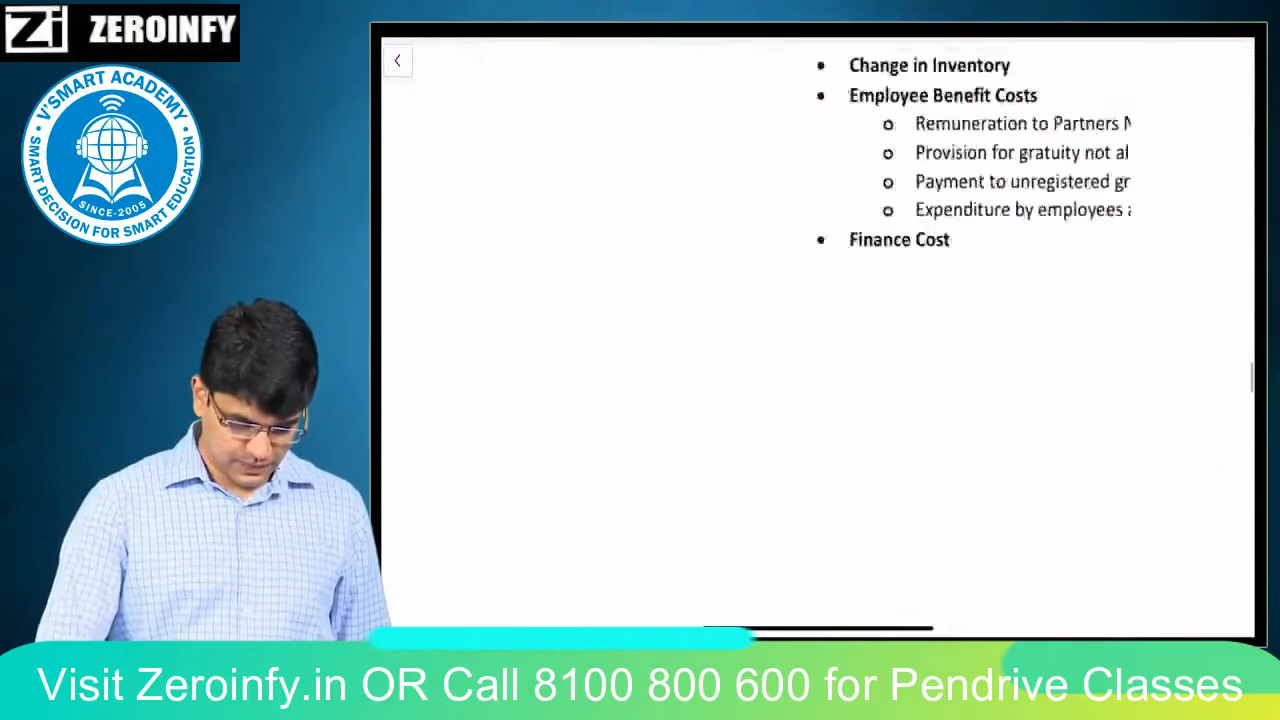 Zi ZEROINFY
V'SMART ACADEMY
SINCE-2005
SMART DECISION FOR SMART EDUCATION
<
• Change in Inventory
• Employee Benefit Costs
o Remuneration to Partners
o Provision for gratuity not
o Payment to unregistered
o Expenditure by employees
• Finance Cost
Visit Zeroinfy.in OR Call 8100 800 600 for Pendrive Classes